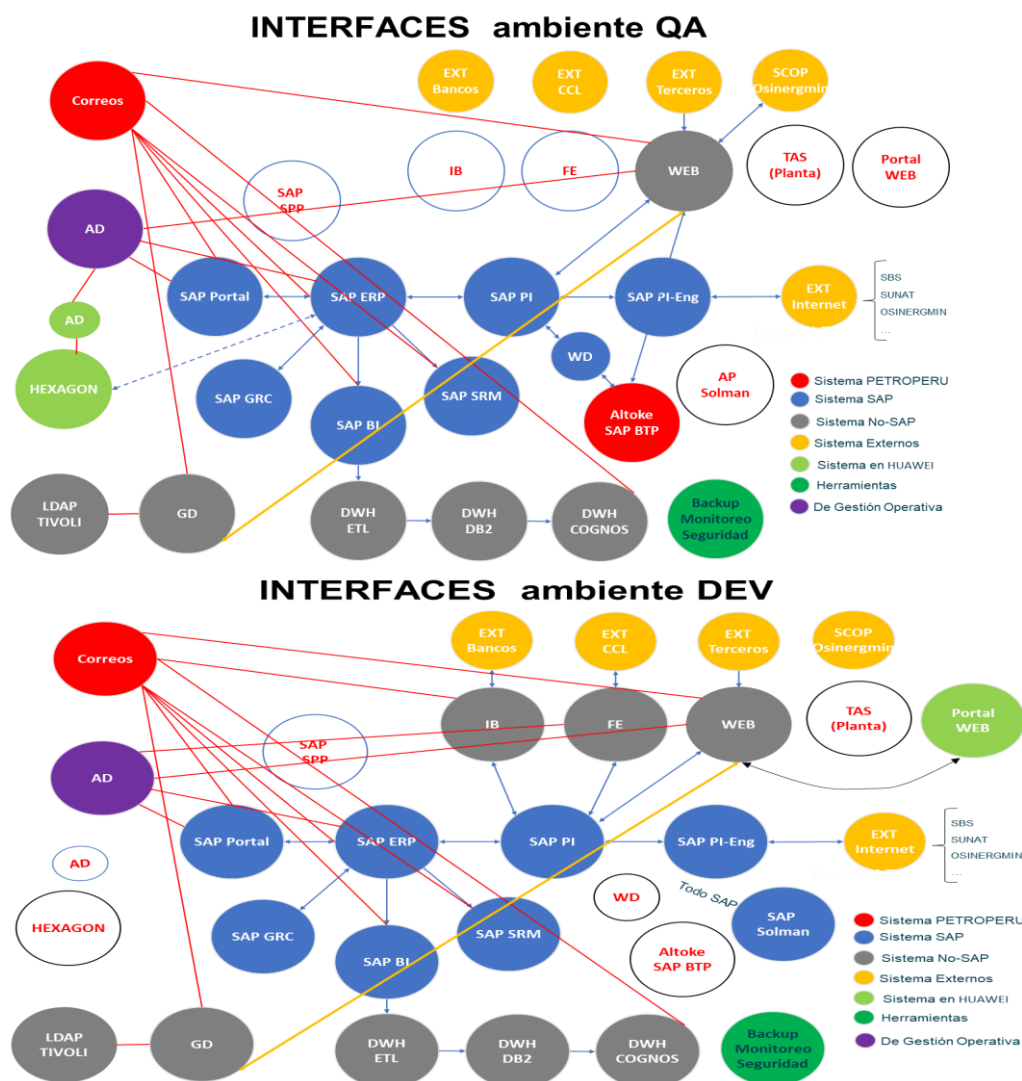 INTERFACES ambiente QA
EXT
Bancos
EXT
CCL
EXT
Terceros
SCOP
Osinergmin
Correos
SAP
SPP
IB
FE
WEB
TAS
(Planta)
Portal
WEB
AD
SAP Portal
SAP ERP
SAP PI
SAP PI-Eng
EXT
Internet
SBS
SUNAT
OSINERGMIN
...
AD
HEXAGON
SAP GRC
SAP BI
SAP SRM
WD
Altoke
SAP BTP
AP
Solman
Sistema PETROPERU
Sistema SAP
Sistema No-SAP
Sistema Externos
Sistema en HUAWEI
Herramientas
De Gestión Operativa
LDAP
TIVOLI
GD
DWH
ETL
DWH
DB2
DWH
COGNOS
Backup
Monitoreo
Seguridad
INTERFACES ambiente DEV
EXT
Bancos
EXT
CCL
EXT
Terceros
SCOP
Osinergmin
Correos
SAP
SPP
IB
FE
WEB
TAS
(Planta)
Portal
WEB
AD
SAP Portal
SAP ERP
SAP PI
SAP PI-Eng
EXT
Internet
SBS
SUNAT
OSINERGMIN
...
AD
HEXAGON
SAP GRC
SAP BI
SAP SRM
WD
Todo SAP
Altoke
SAP BTP
SAP
Solman
Sistema PETROPERU
Sistema SAP
Sistema No-SAP
Sistema Externos
Sistema en HUAWEI
Herramientas
De Gestión Operativa
LDAP
TIVOLI
GD
DWH
ETL
DWH
DB2
DWH
COGNOS
Backup
Monitoreo
Seguridad